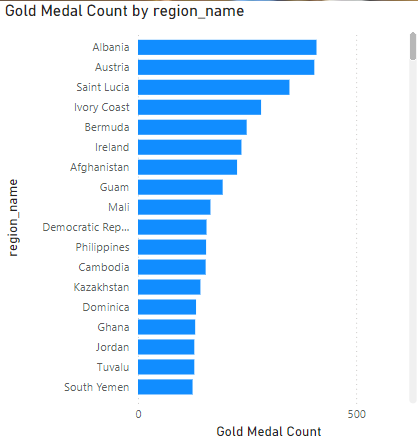 Gold Medal Count by region_name
region_name
Albania
Austria
Saint Lucia
Ivory Coast
Bermuda
Ireland
Afghanistan
Guam
Mali
Democratic Rep...
Philippines
Cambodia
Kazakhstan
Dominica
Ghana
Jordan
Tuvalu
South Yemen
0 500
Gold Medal Count